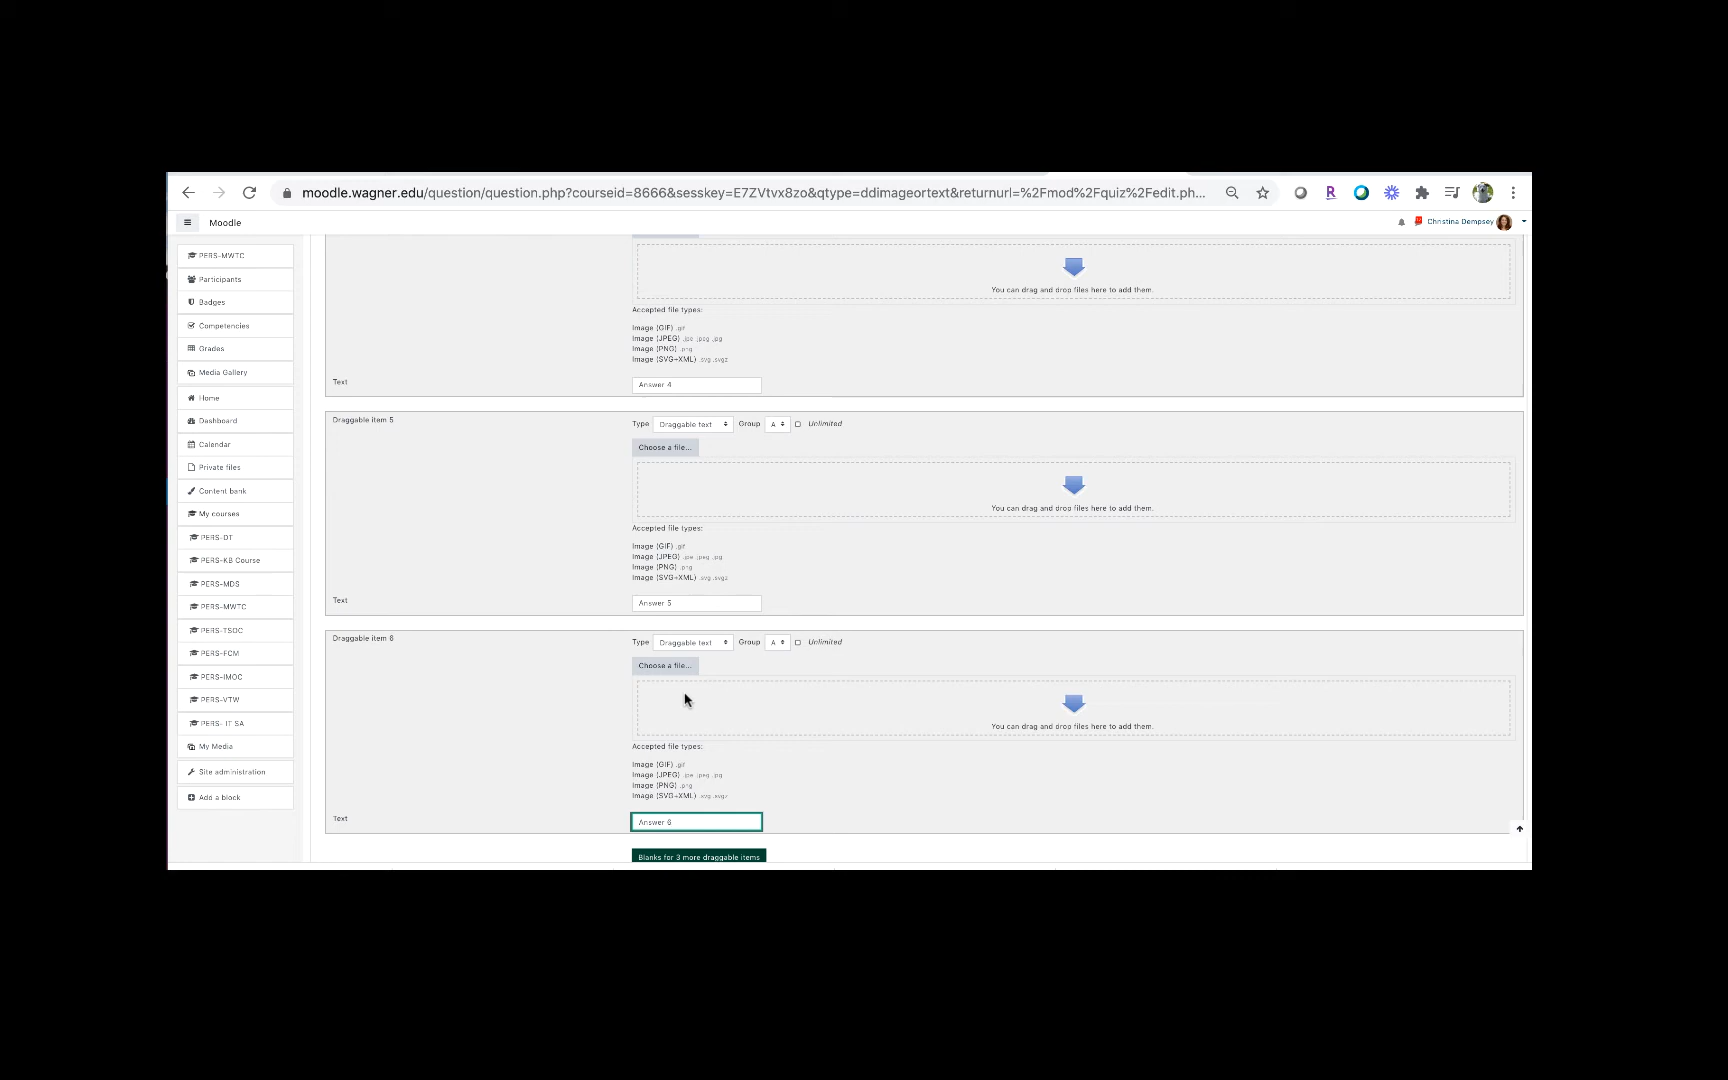 moodle.wagner.edu/question/question.php?courseid=8666&sesskey=E7ZVtvx8zo&qtype=ddimageortext&returnurl=%2Fmod%2Fquiz%2Fedit.ph...
R
Moodle
Christina Dempsey
PERS-MWTC
Participants
Badges
Competencies
Grades
Media Gallery
Home
Dashboard
Calendar
Private files
Content bank
My courses
PERS-DT
PERS-KB Course
PERS-MDS
PERS-MWTC
PERS-TSOC
PERS-FCM
PERS-IMOC
PERS-VTW
PERS- IT SA
My Media
Site administration
Add a block
You can drag and drop files here to add them.
Accepted file types:
Image (GIF) .gif
Image (JPEG) .jpe .jpeg .jpg
Image (PNG) .png
Image (SVG+XML) .svg .svgz
Text
Answer 4
Draggable item 5
Type Draggable text Group A Unlimited
Choose a file...
You can drag and drop files here to add them.
Accepted file types:
Image (GIF) .gif
Image (JPEG) .jpe .jpeg .jpg
Image (PNG) .png
Image (SVG+XML) .svg .svgz
Text
Answer 5
Draggable item 6
Type Draggable text Group A Unlimited
Choose a file...
You can drag and drop files here to add them.
Accepted file types:
Image (GIF) .gif
Image (JPEG) .jpe .jpeg .jpg
Image (PNG) .png
Image (SVG+XML) .svg .svgz
Text
Answer 6
Blanks for 3 more draggable items